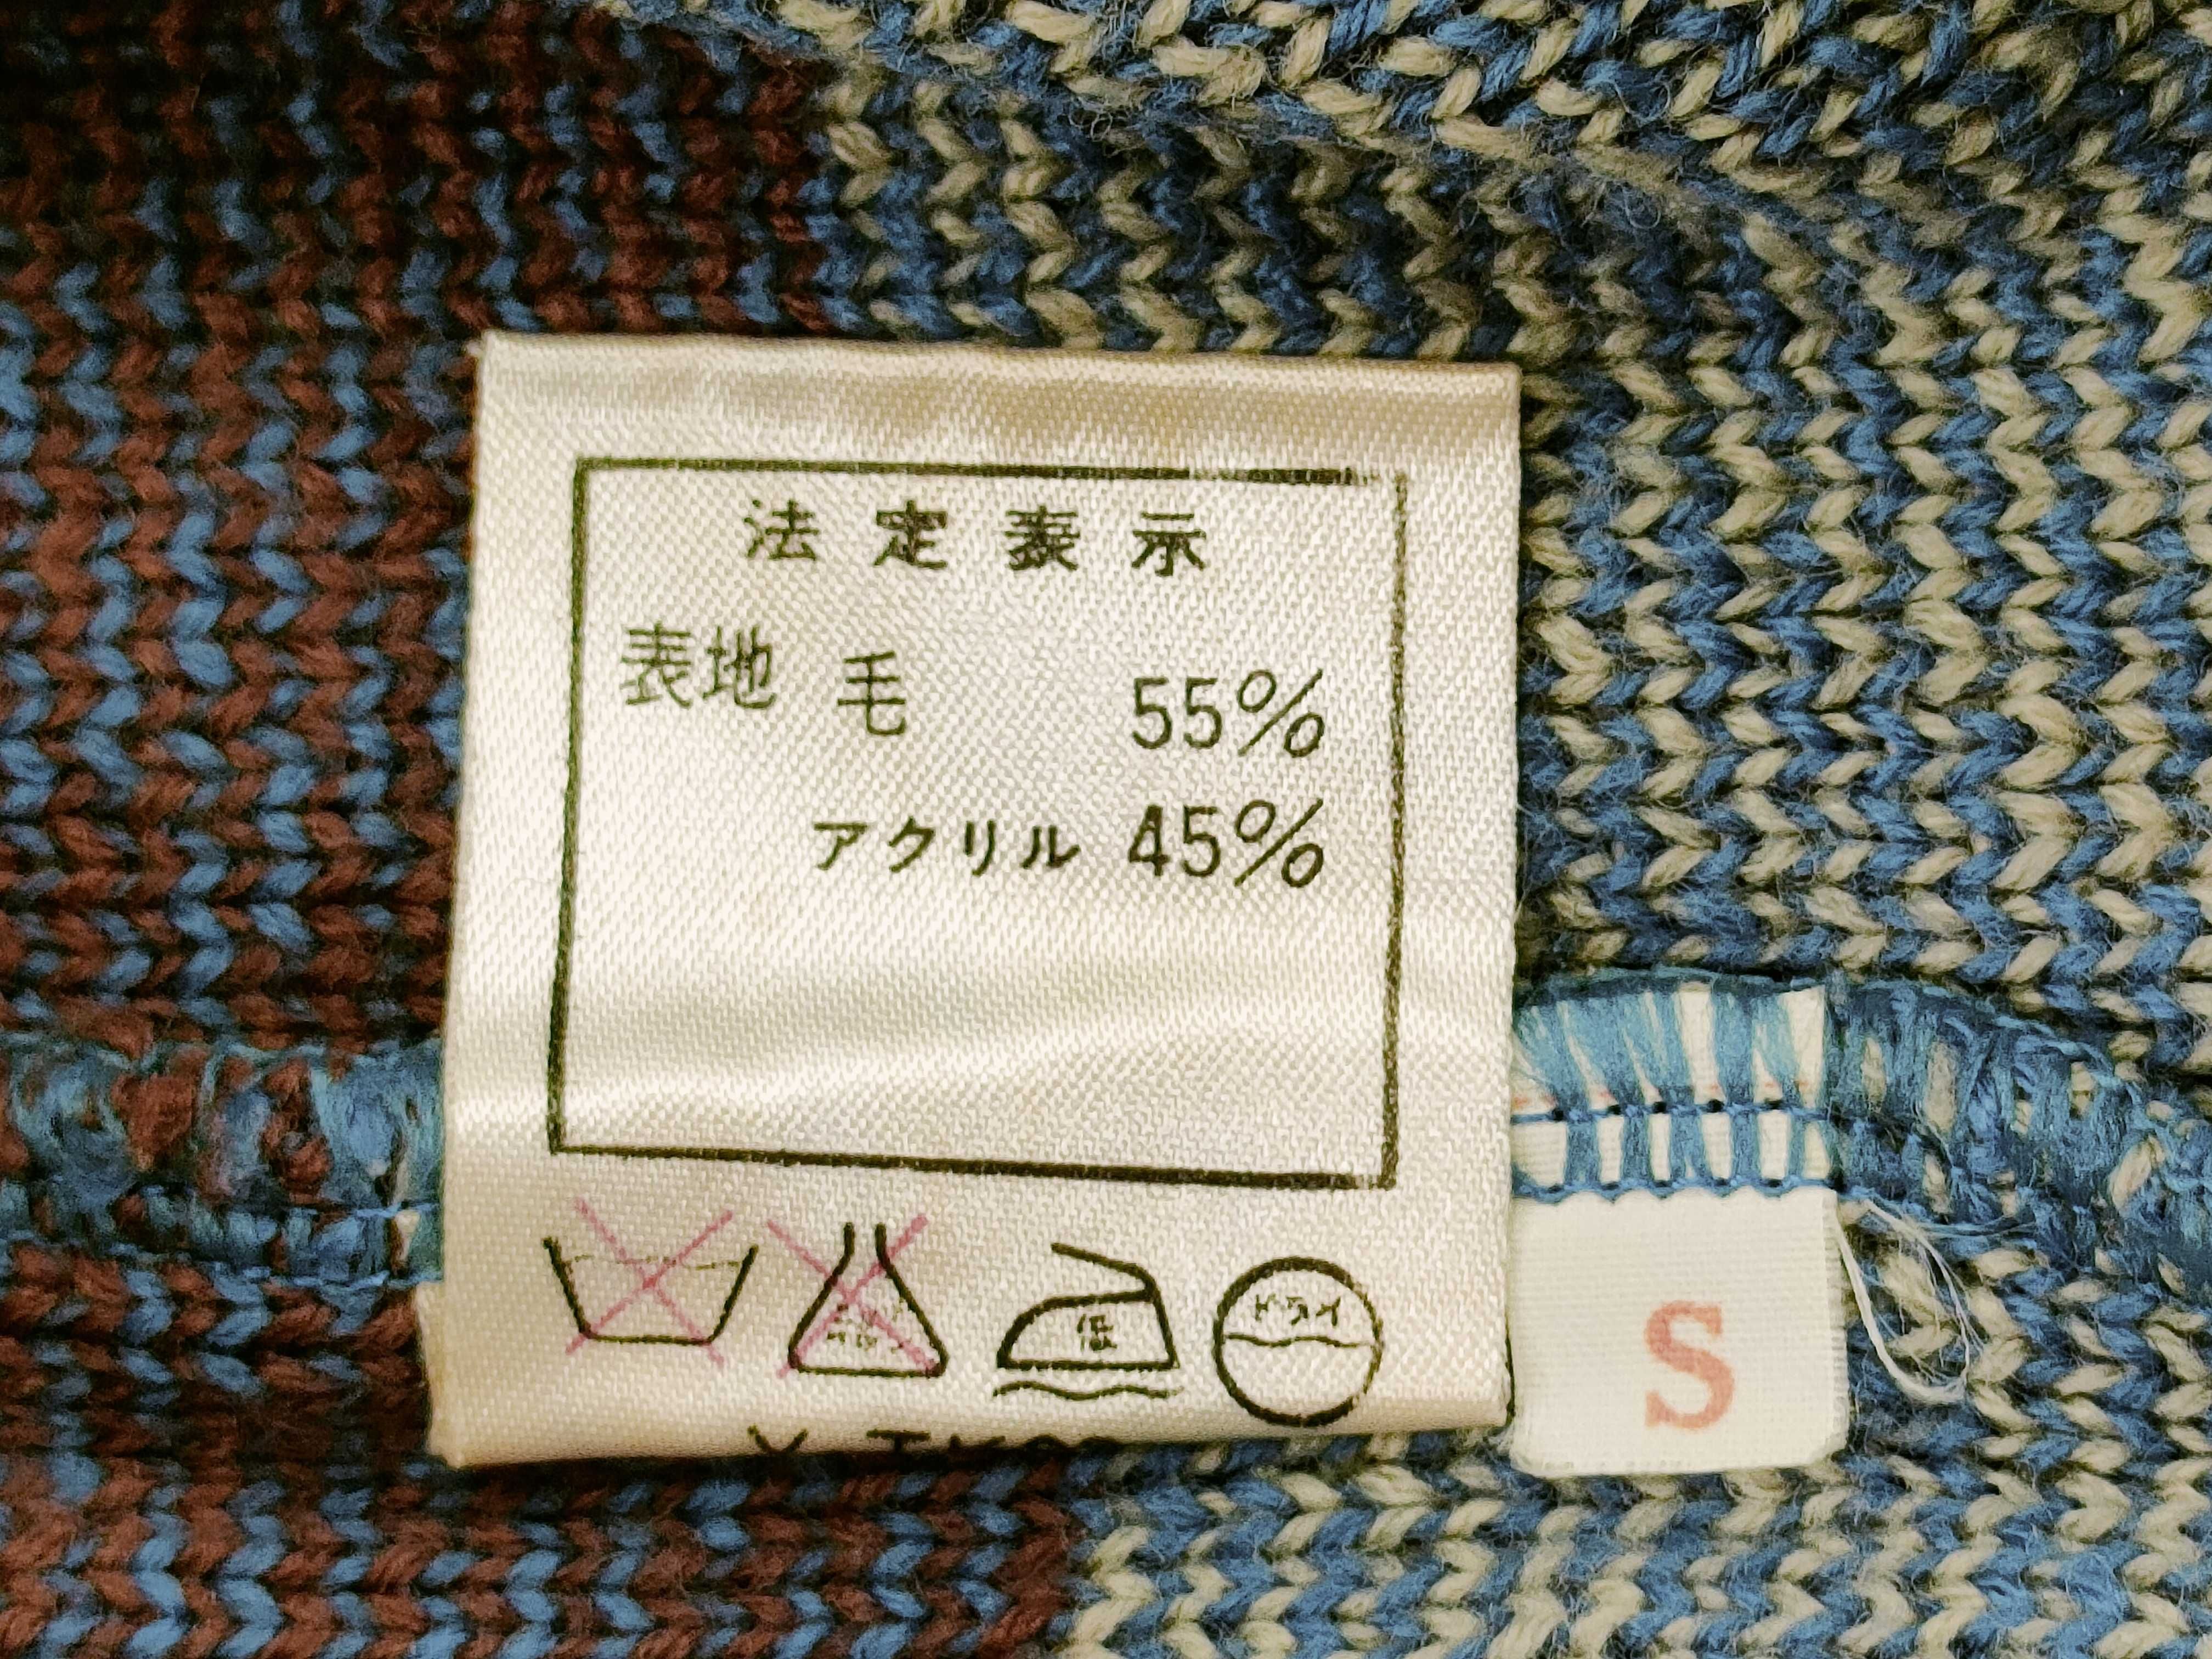 法定表示
表地 毛 55%
アクリル 45%
低 ドライ
S